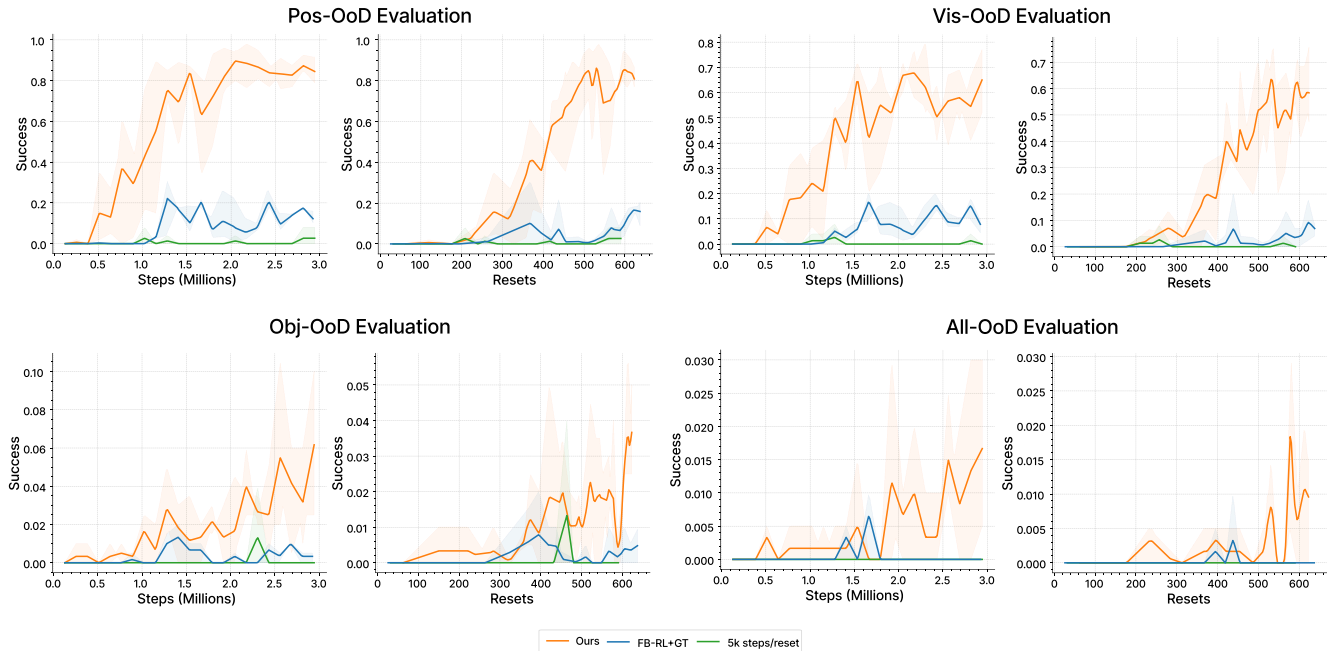 Pos-OoD Evaluation
Vis-OoD Evaluation
1.0
0.8
0.6
0.4
0.2
0.0
Success
0.0 0.5 1.0 1.5 2.0 2.5 3.0
Steps (Millions)
1.0
0.8
0.6
0.4
0.2
0.0
Success
0 100 200 300 400 500 600
Resets
0.8
0.7
0.6
0.5
0.4
0.3
0.2
0.1
0.0
Success
0.0 0.5 1.0 1.5 2.0 2.5 3.0
Steps (Millions)
0.7
0.6
0.5
0.4
0.3
0.2
0.1
0.0
Success
0 100 200 300 400 500 600
Resets
Obj-OoD Evaluation
All-OoD Evaluation
0.10
0.08
0.06
0.04
0.02
0.00
Success
0.0 0.5 1.0 1.5 2.0 2.5 3.0
Steps (Millions)
0.05
0.04
0.03
0.02
0.01
0.00
Success
0 100 200 300 400 500 600
Resets
0.030
0.025
0.020
0.015
0.010
0.005
0.000
Success
0.0 0.5 1.0 1.5 2.0 2.5 3.0
Steps (Millions)
0.030
0.025
0.020
0.015
0.010
0.005
0.000
Success
0 100 200 300 400 500 600
Resets
Ours FB-RL+GT 5k steps/reset